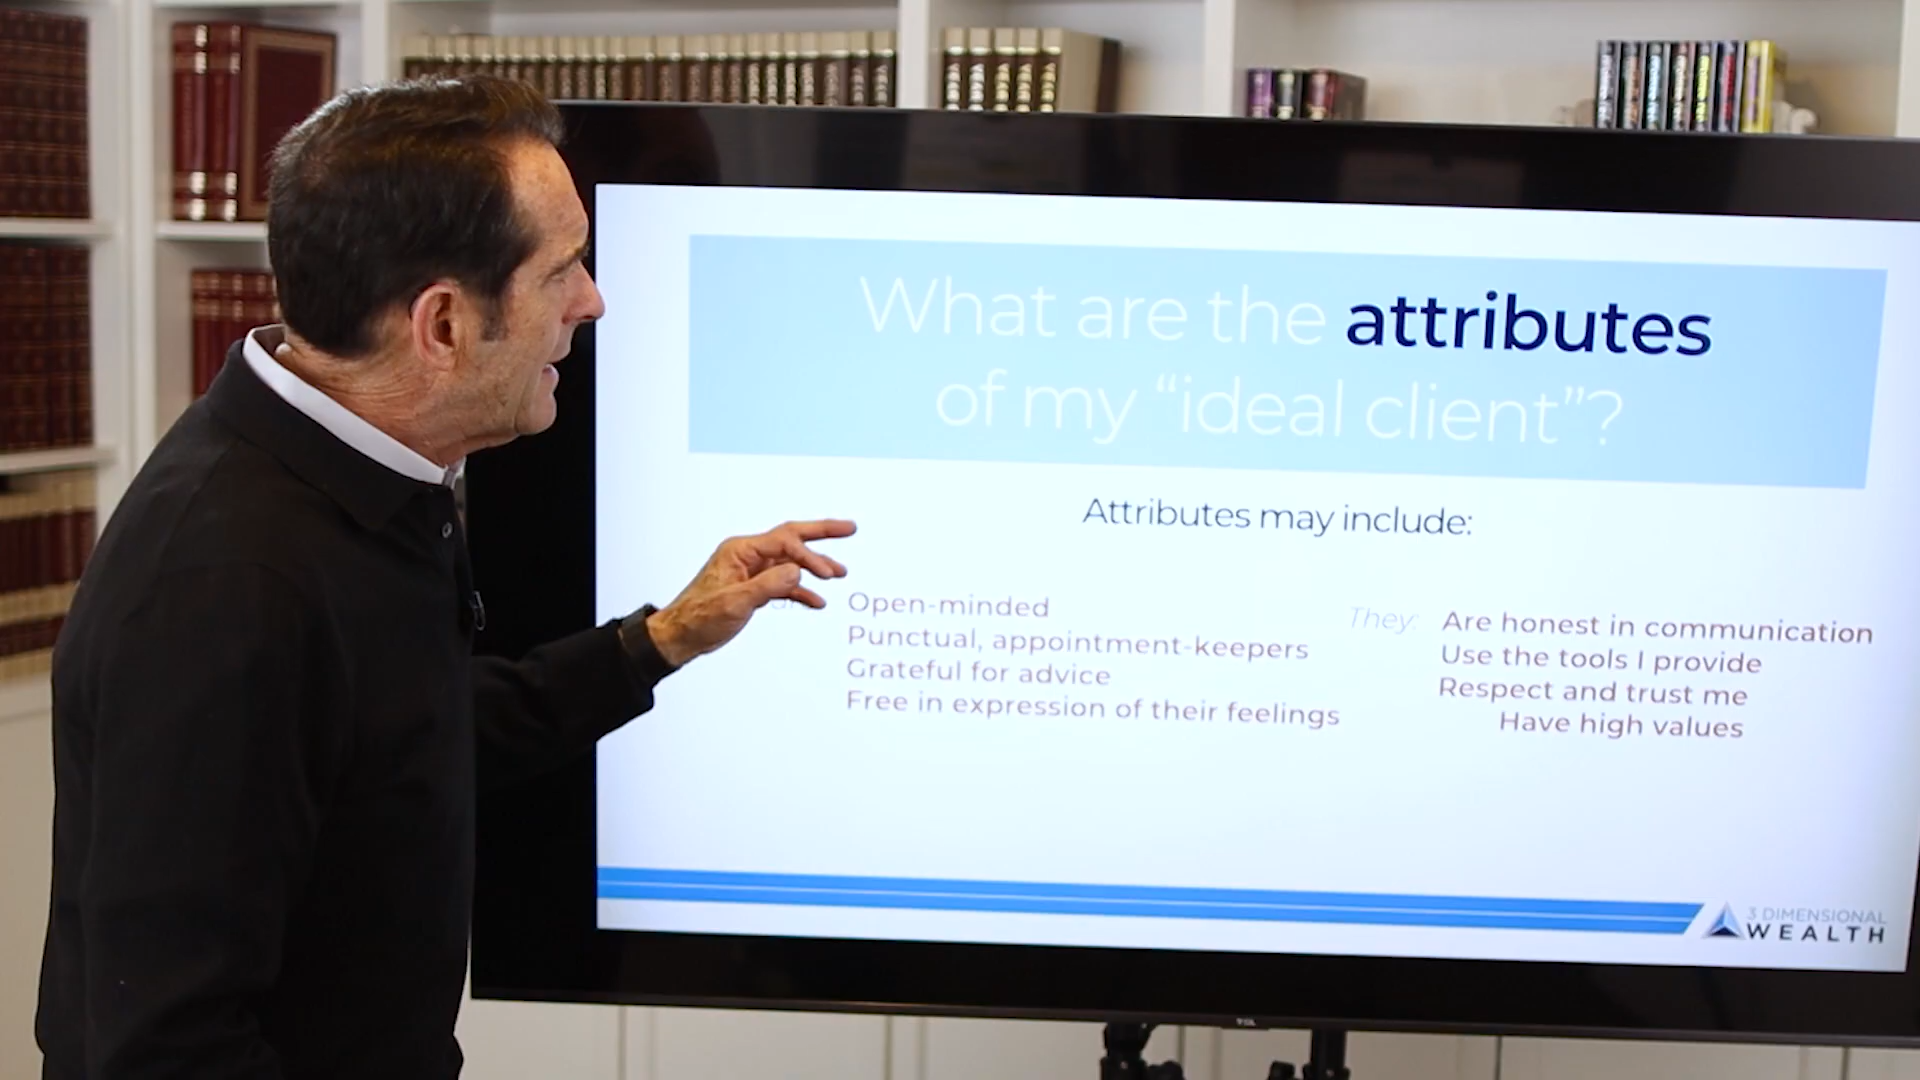 What are the attributes
of my “ideal client”?
Attributes may include:
Open-minded
Punctual, appointment-keepers
Grateful for advice
Free in expression of their feelings
They:
Are honest in communication
Use the tools I provide
Respect and trust me
Have high values
3 DIMENSIONAL
WEALTH
TCL